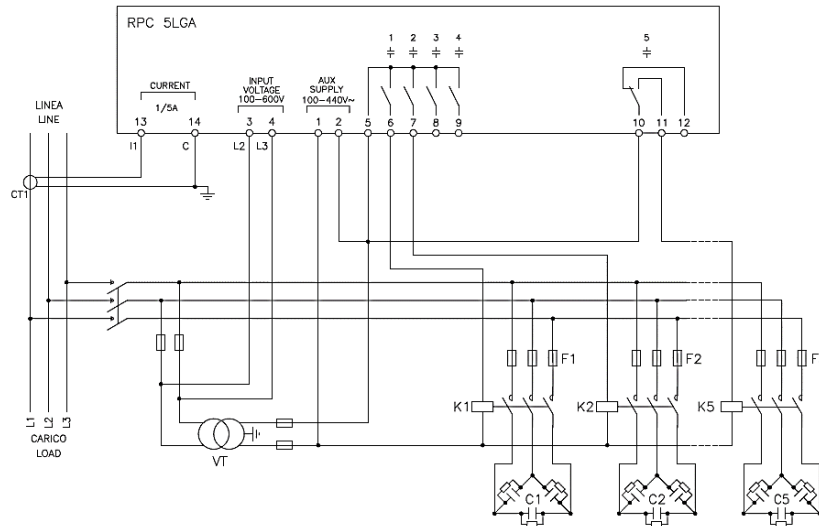 RPC 5LGA
1 2 3 4 5
CURRENT
1/5A
INPUT
VOLTAGE
100-600V
AUX
SUPPLY
100-440V~
LINEA
LINE
13 14 3 4 1 2 5 6 7 8 9 10 11 12
I1 C L2 L3
CT1
F1 F2 F
K1 K2 K5
L1 L2 L3
CARICO
LOAD
VT
C1 C2 C5